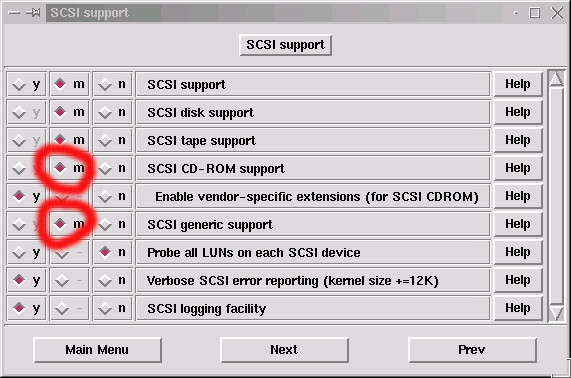 SCSI support
SCSI support
y m n SCSI support Help
y m n SCSI disk support Help
y m n SCSI tape support Help
y m n SCSI CD-ROM support Help
y - n Enable vendor-specific extensions (for SCSI CDROM) Help
y m n SCSI generic support Help
y - n Probe all LUNs on each SCSI device Help
y - n Verbose SCSI error reporting (kernel size +=12K) Help
y - n SCSI logging facility Help
Main Menu Next Prev